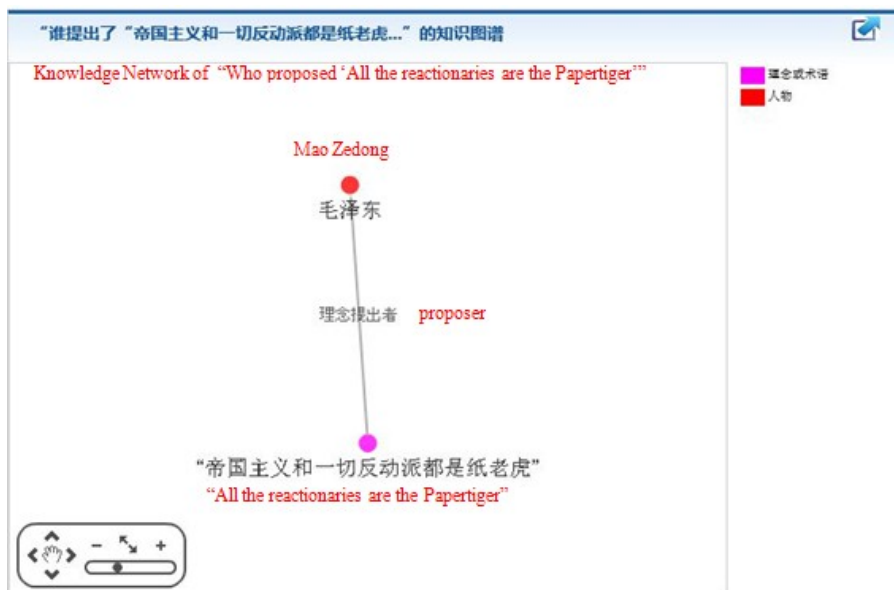 “谁提出了“帝国主义和一切反动派都是纸老虎...”的知识图谱
Knowledge Network of “Who proposed ‘All the reactionaries are the Papertiger’”
理念或术语
人物
Mao Zedong
毛泽东
理念提出者 proposer
“帝国主义和一切反动派都是纸老虎”
“All the reactionaries are the Papertiger”